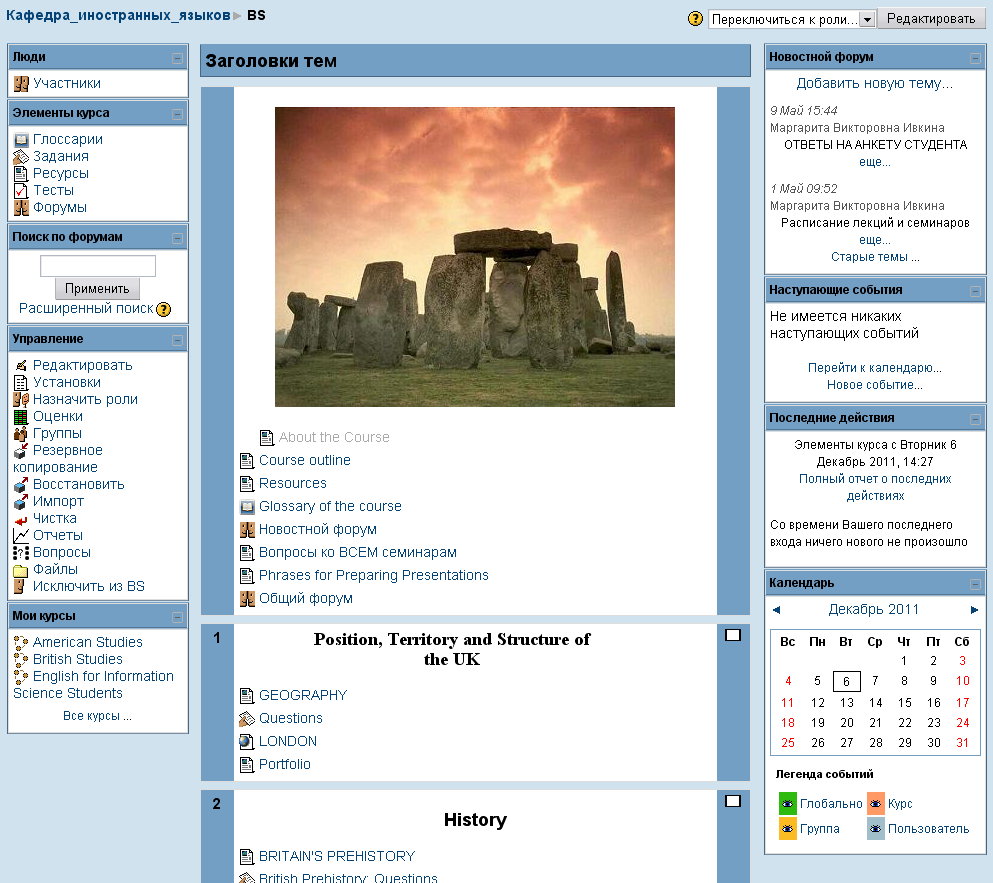 Кафедра_иностранных_языков ► BS
Переключиться к роли...
Редактировать
Люди
Участники
Элементы курса
Глоссарии
Задания
Ресурсы
Тесты
Форумы
Поиск по форумам
Применить
Расширенный поиск
Управление
Редактировать
Установки
Назначить роли
Оценки
Группы
Резервное
копирование
Восстановить
Импорт
Чистка
Отчеты
Вопросы
Файлы
Исключить из BS
Мои курсы
American Studies
British Studies
English for Information
Science Students
Все курсы ...
Заголовки тем
About the Course
Course outline
Resources
Glossary of the course
Новостной форум
Вопросы ко ВСЕМ семинарам
Phrases for Preparing Presentations
Общий форум
1
Position, Territory and Structure of
the UK
GEOGRAPHY
Questions
LONDON
Portfolio
2
History
BRITAIN'S PREHISTORY
British Prehistory: Questions
Новостной форум
Добавить новую тему...
9 Май 15:44
Маргарита Викторовна Ивкина
ОТВЕТЫ НА АНКЕТУ СТУДЕНТА
еще...
1 Май 09:52
Маргарита Викторовна Ивкина
Расписание лекций и семинаров
еще...
Старые темы ...
Наступающие события
Не имеется никаких
наступающих событий
Перейти к календарю...
Новое событие...
Последние действия
Элементы курса с Вторник 6
Декабрь 2011, 14:27
Полный отчет о последних
действиях
Со времени Вашего последнего
входа ничего нового не произошло
Календарь
◄ Декабрь 2011 ►
Вс Пн Вт Ср Чт Пт Сб
1 2 3
4 5 6 7 8 9 10
11 12 13 14 15 16 17
18 19 20 21 22 23 24
25 26 27 28 29 30 31
Легенда событий
Глобально Курс
Группа Пользователь